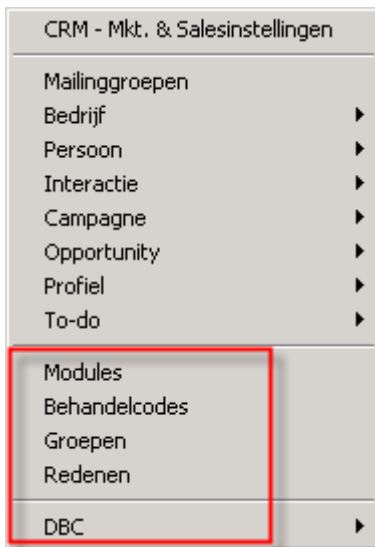 CRM - Mkt. & Salesinstellingen
Mailinggroepen
Bedrijf
Persoon
Interactie
Campagne
Opportunity
Profiel
To-do
Modules
Behandelcodes
Groepen
Redenen
DBC